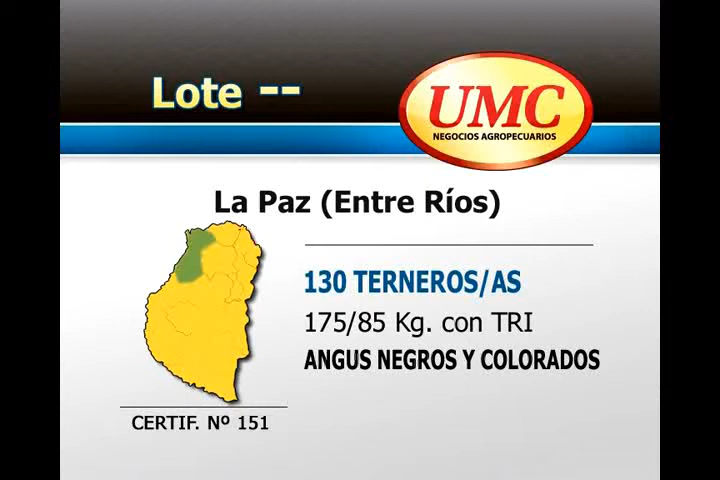 Lote --
UMC
NEGOCIOS AGROPECUARIOS
La Paz (Entre Ríos)
130 TERNEROS/AS
175/85 Kg. con TRI
ANGUS NEGROS Y COLORADOS
CERTIF. Nº 151